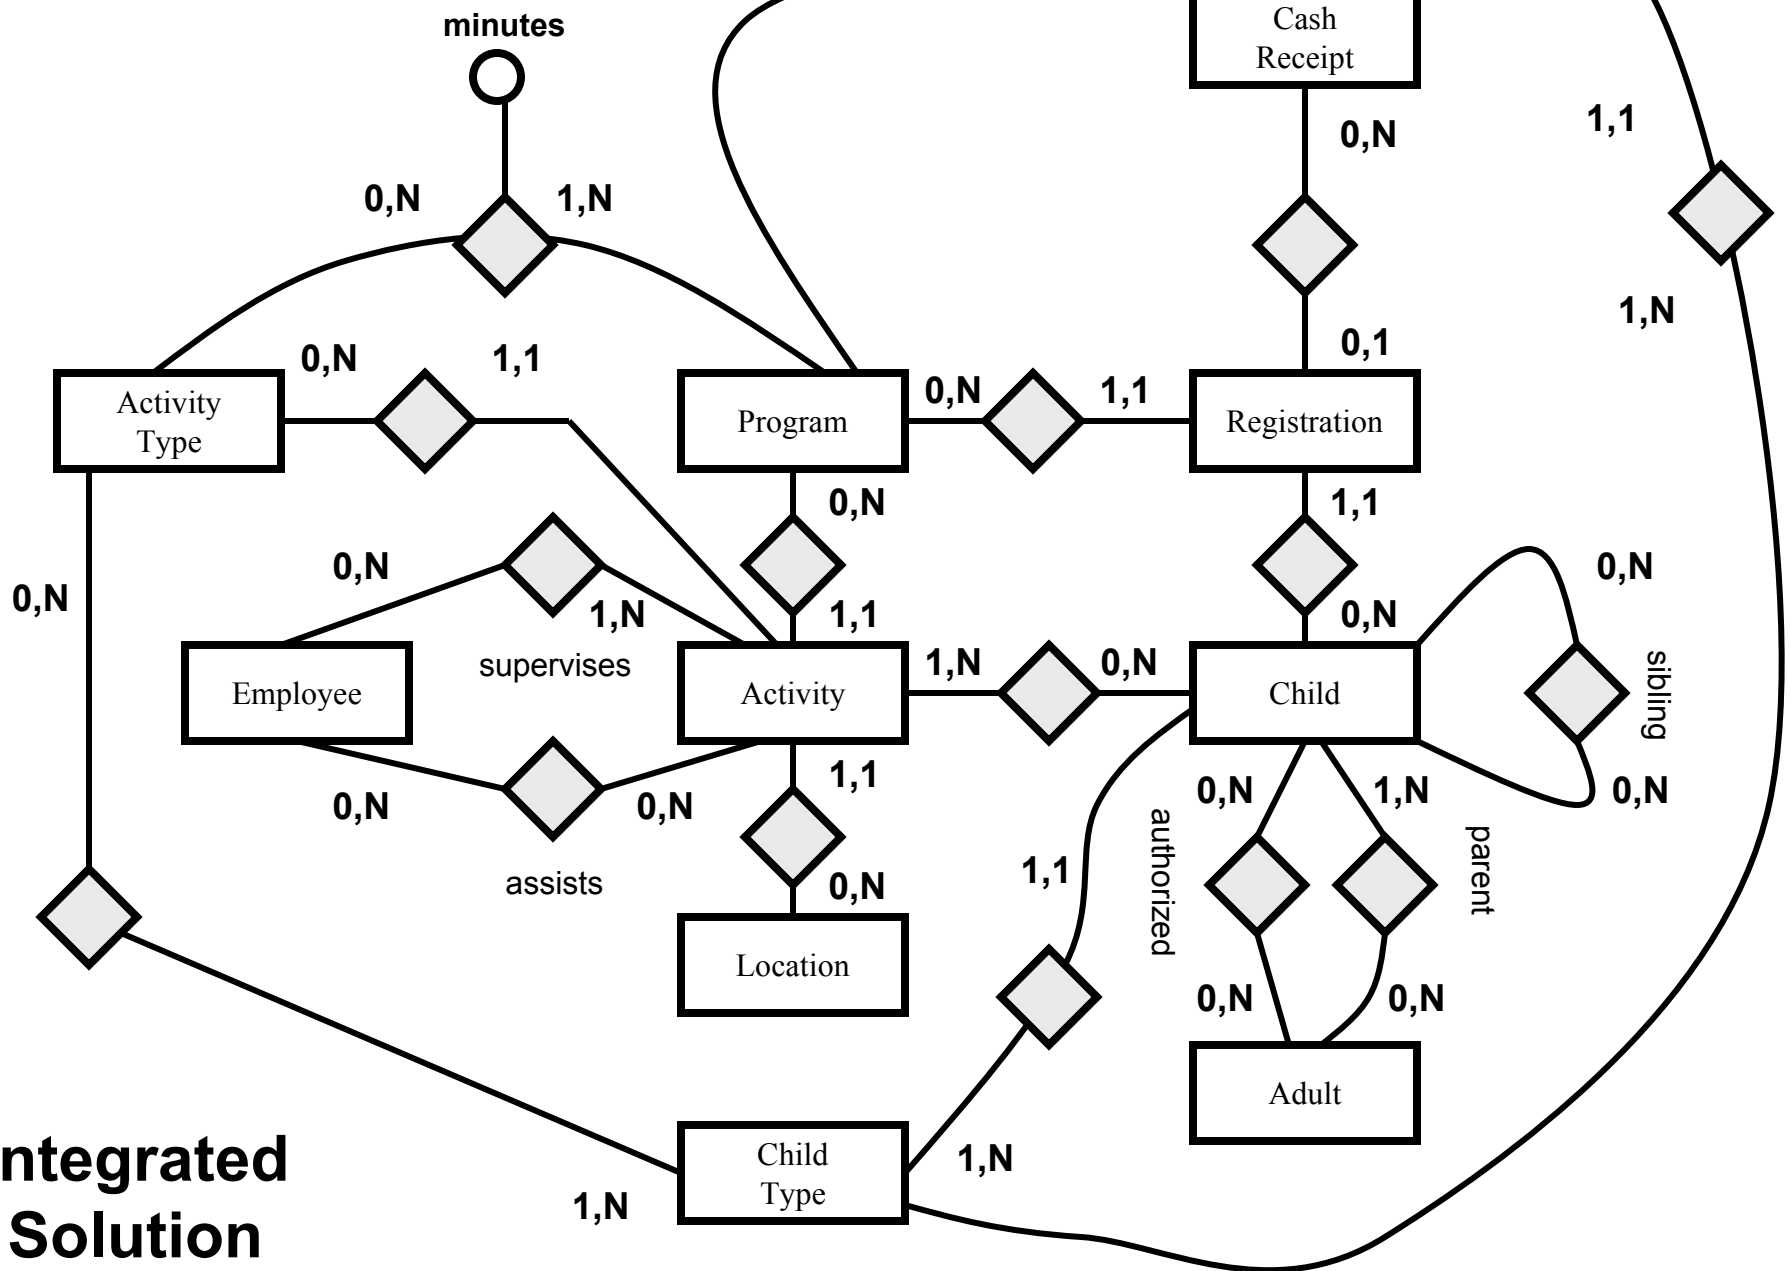 minutes
Cash
Receipt
1,1
0,N
0,N
1,N
1,N
0,N
1,1
0,1
Activity
Type
Program
0,N
1,1
Registration
0,N
1,1
0,N
0,N
0,N
1,N
1,1
0,N
supervises
1,N
0,N
sibling
Employee
Activity
Child
1,1
0,N
1,N
0,N
0,N
0,N
authorized
parent
1,1
assists
0,N
Location
0,N
0,N
Adult
ntegrated
Solution
Child
Type
1,N
1,N